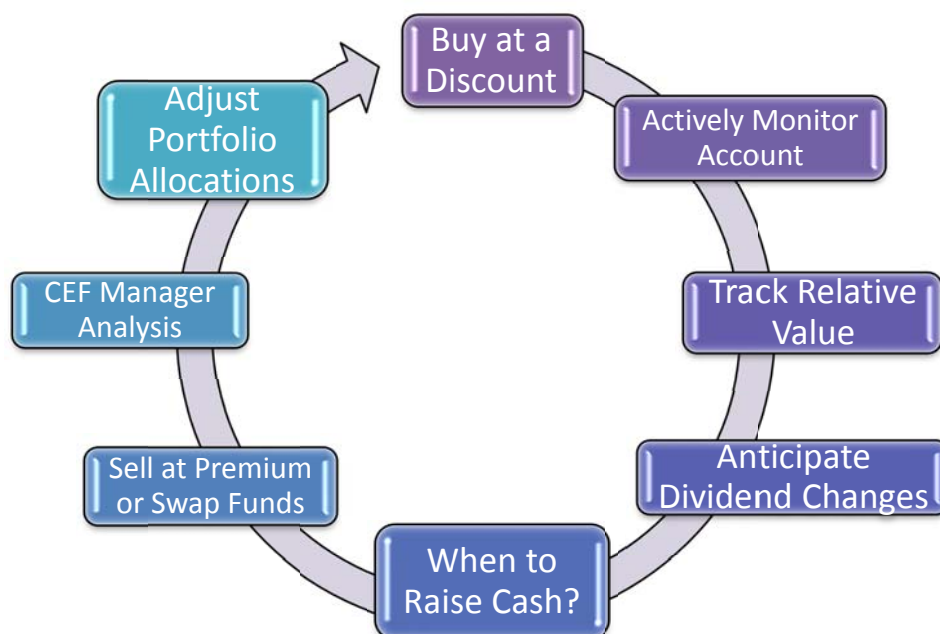 Buy at a
Discount
Actively Monitor
Account
Track Relative
Value
Anticipate
Dividend Changes
When to
Raise Cash?
Sell at Premium
or Swap Funds
CEF Manager
Analysis
Adjust
Portfolio
Allocations